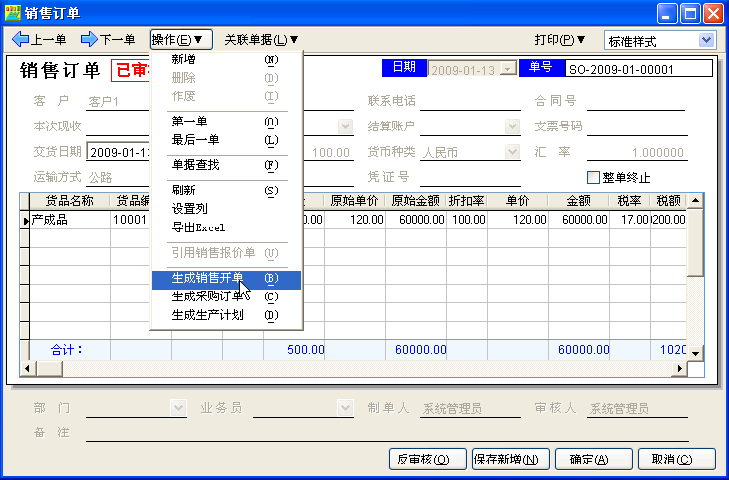 销售订单
上一单 下一单 操作(E)▼ 关联单据(L)▼ 打印(P)▼ 标准样式
销售订单 已审 日期 2009-01-13 单号 SO-2009-01-00001
新增 (N)
删除 (D)
作废 (I)
第一单
最后一单 (L)
单据查找 (F)
刷新 (S)
设置列
导出Excel
引用销售报价单 (U)
生成销售开单 (B)
生成采购订单 (C)
生成生产计划 (D)
客 户 客户1 联系电话 合同号
本次现收 结算账户 支票号码
交货日期 2009-01-13 100.00 货币种类 人民币 汇 率 1.000000
运输方式 公路 凭证号 整单终止
货品名称 货品编 原始单价 原始金额 折扣率 单价 金额 税率 税额
产成品 10001 0.00 120.00 60000.00 100.00 120.00 60000.00 17.00 200.00
合计： 500.00 60000.00 60000.00 1020
部 门 业务员 制单人 系统管理员 审核人 系统管理员
备 注
反审核(O) 保存新增(N) 确定(A) 取消(C)